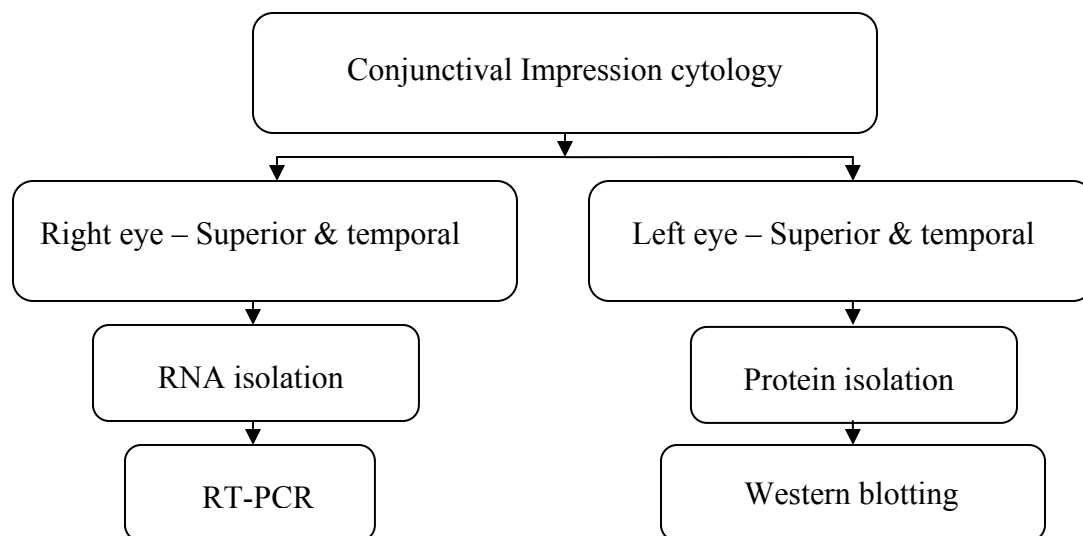 Conjunctival Impression cytology
Right eye – Superior & temporal
Left eye – Superior & temporal
RNA isolation
Protein isolation
RT-PCR
Western blotting